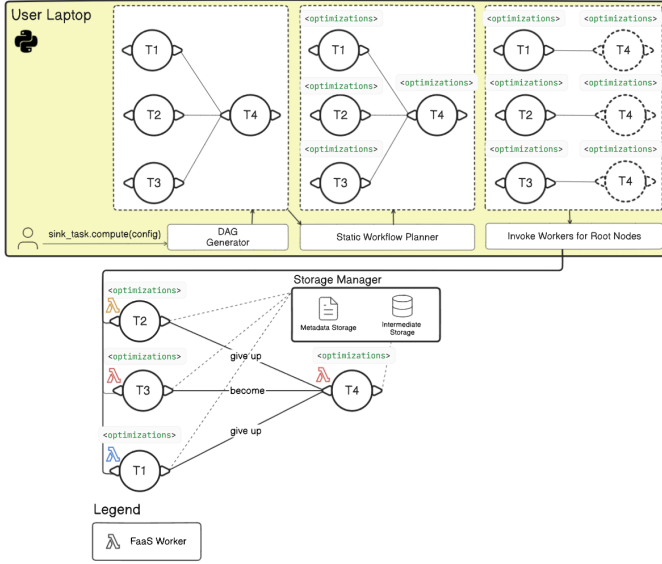 User Laptop
T1
T2
T3
T4
<optimizations>
T1
<optimizations>
T2
<optimizations>
T3
<optimizations>
T4
<optimizations> <optimizations>
T1 T4
<optimizations> <optimizations>
T2 T4
<optimizations> <optimizations>
T3 T4
sink_task.compute(config)
DAG
Generator
Static Workflow Planner
Invoke Workers for Root Nodes
Storage Manager
Metadata Storage
Intermediate
Storage
<optimizations>
T2
<optimizations>
T3
<optimizations>
T1
give up
become
give up
<optimizations>
T4
Legend
FaaS Worker